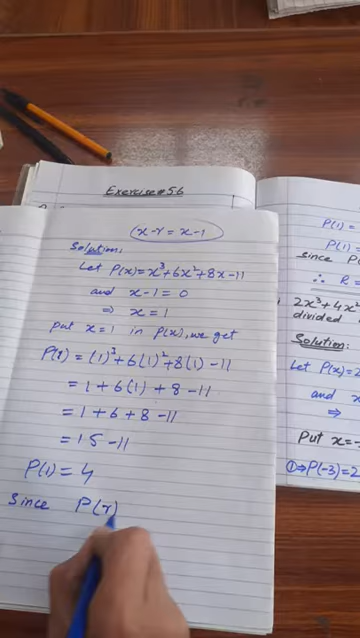 Exercise#5.6
x-r = x-1
Solution:
Let P(x)=x³+6x²+8x-11
and x-1=0
⇒ x=1
put x=1 in P(x), we get
P(1) = (1)³+6(1)²+8(1)-11
= 1+6(1)+8-11
= 1+6+8-11
= 15-11
P(1) = 4
Since P(r)
P(1) =
P(1) =
since P(
∴ R =
2x³+4x²
divided
Solution:
Let P(x)=2
and x
⇒
Put x=-
①⇒P(-3)=2